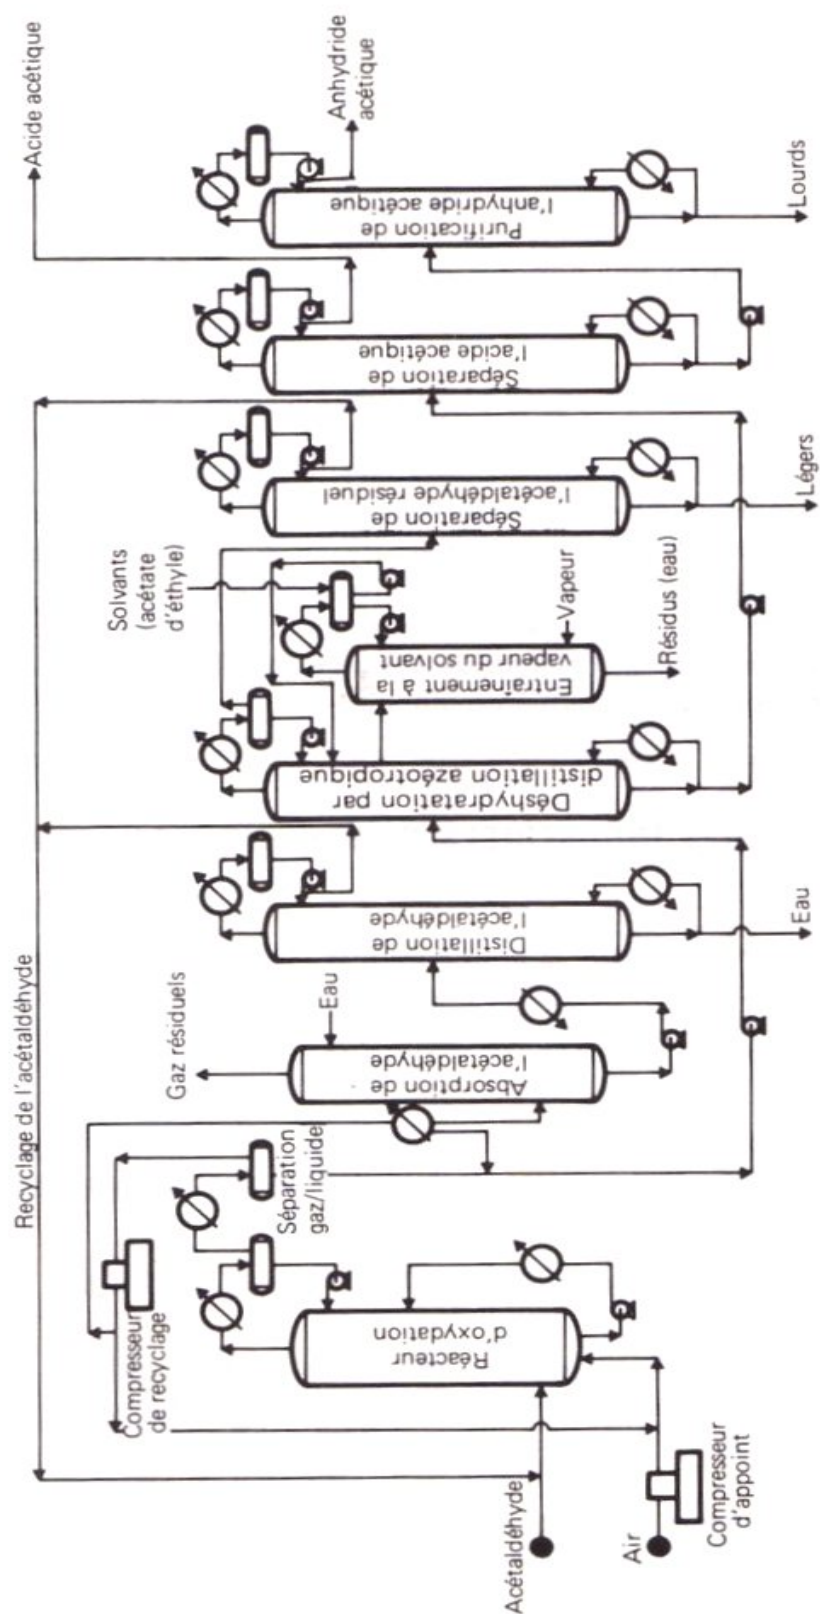 Recyclage de l'acétaldéhyde
Acide acétique
Compresseur
de recyclage
Séparation
gaz/liquide
Gaz résiduels
Eau
Solvants
(acétate
d'éthyle)
Anhydride
acétique
Réacteur
d'oxydation
Absorption de
l'acétaldéhyde
Distillation de
l'acétaldéhyde
Déshydratation par
distillation azéotropique
Entraînement à la
vapeur du solvant
Séparation de
l'acétaldéhyde résiduel
Séparation de
l'acide acétique
Purification de
l'anhydride acétique
Vapeur
Acétaldéhyde
Air
Compresseur
d'appoint
Eau
Résidus (eau)
Légers
Lourds